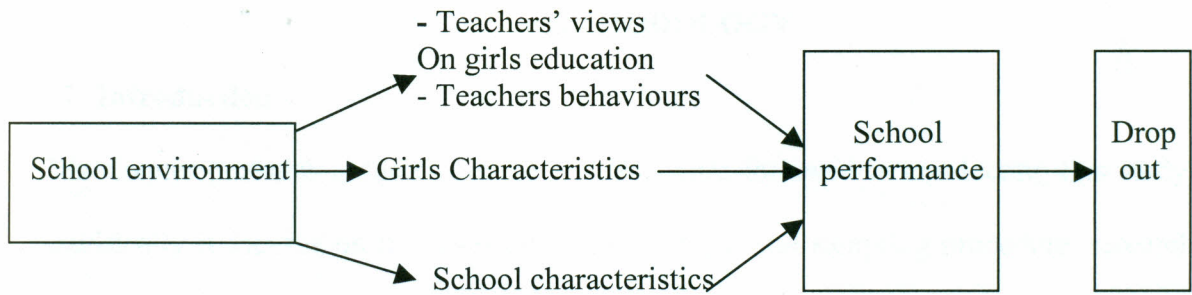 - Teachers' views
On girls education
- Teachers behaviours
School environment
Girls Characteristics
School characteristics
School
performance
Drop
out